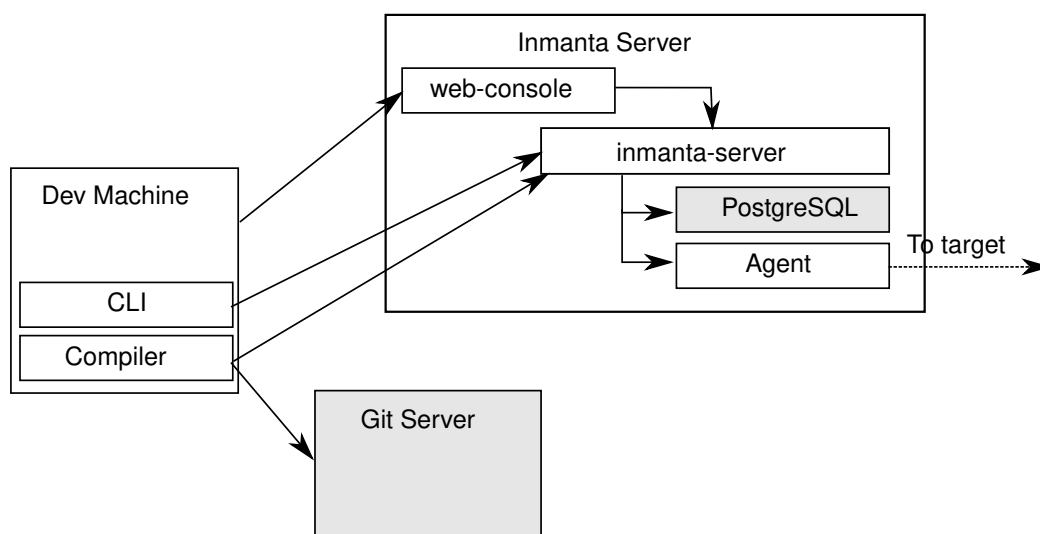 Inmanta Server
web-console
inmanta-server
Dev Machine
PostgreSQL
To target
Agent
CLI
Compiler
Git Server